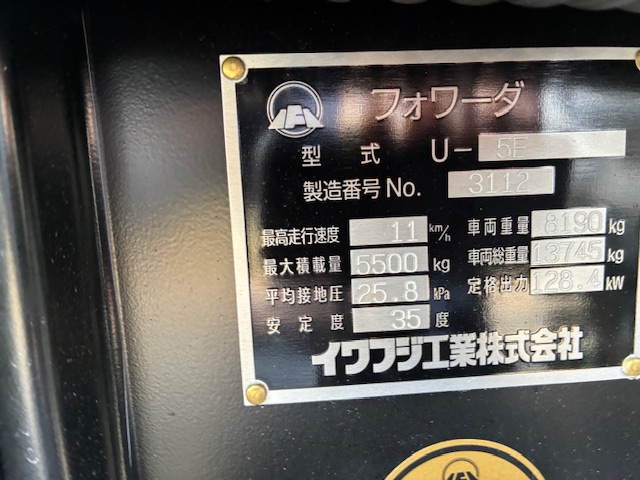 フォワーダ
型式 U-5F
製造番号No. 3112
最高走行速度 11 km/h 車両重量 8190 kg
最大積載量 5500 kg 車両総重量 13745 kg
平均接地圧 25.8 kPa 定格出力 128.4 kW
安定度 35 度
イワフジ工業株式会社